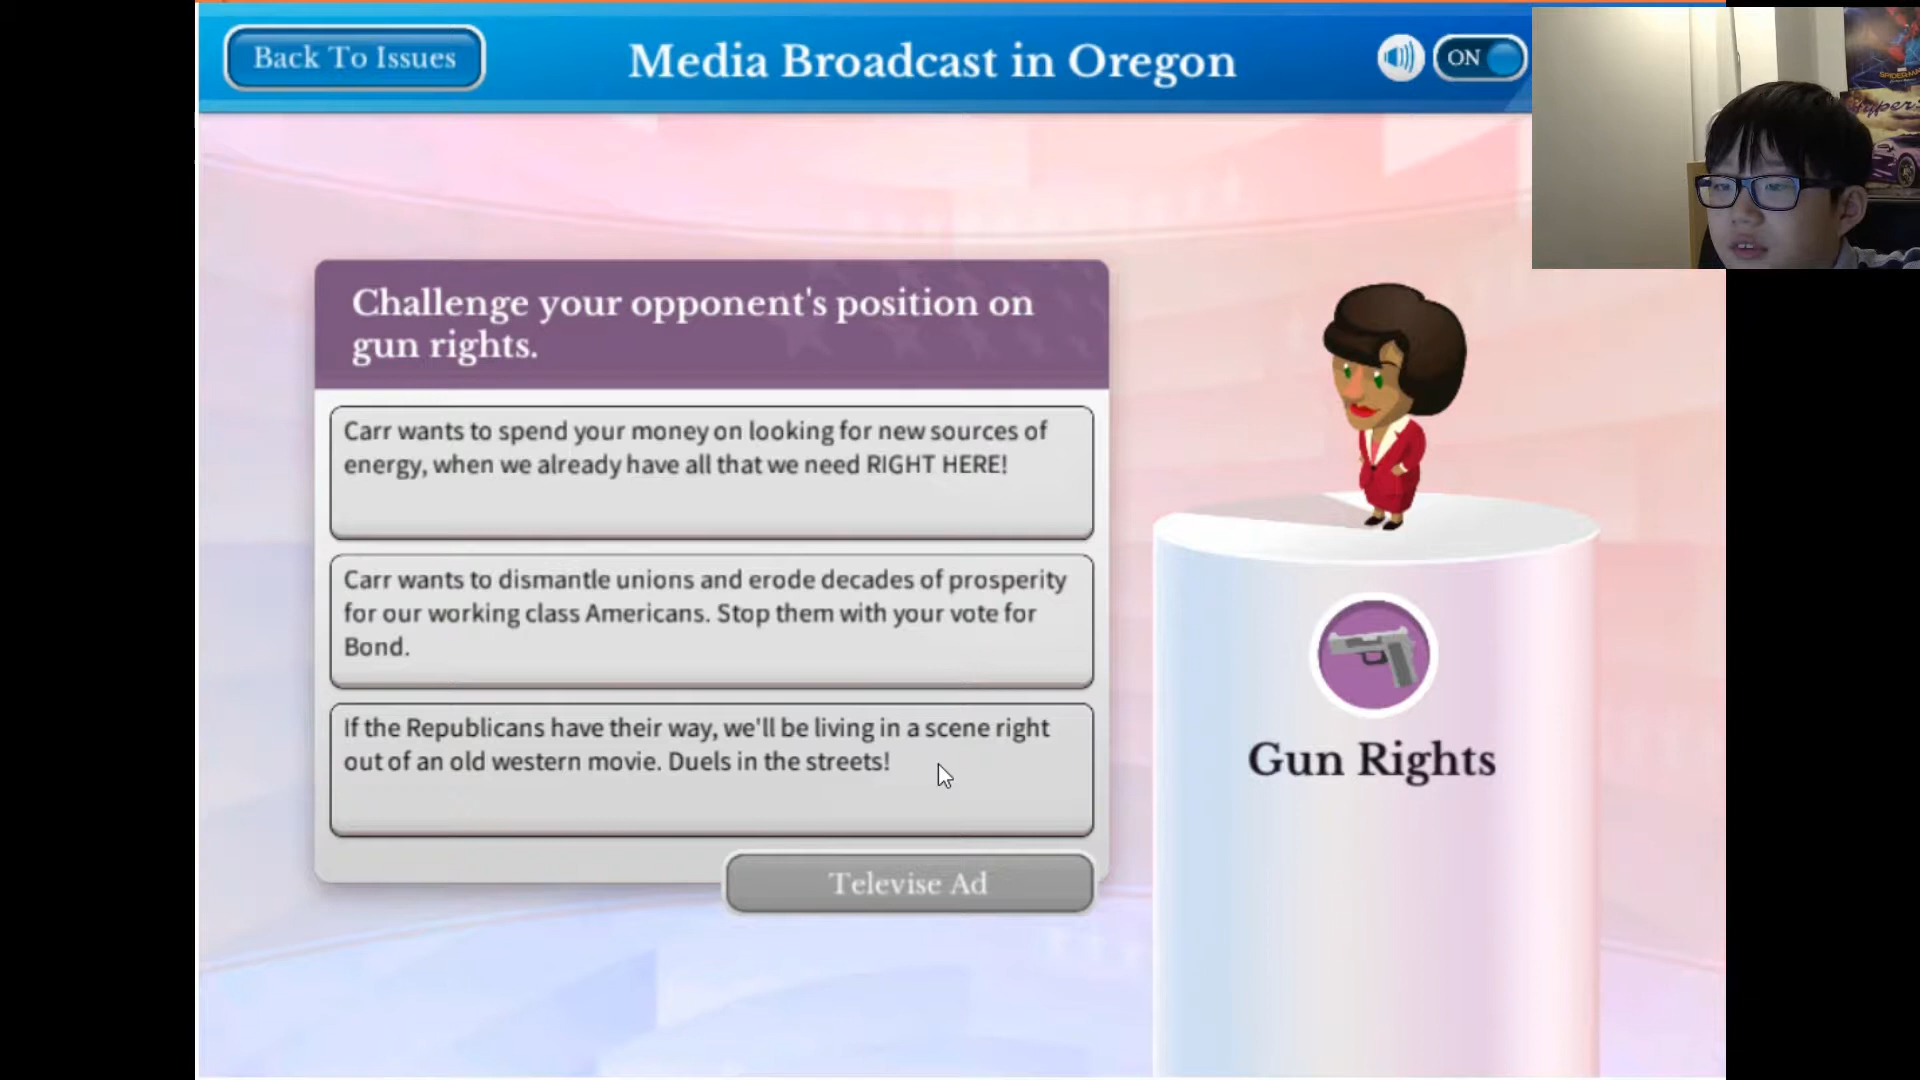 Back To Issues
Media Broadcast in Oregon
ON
Challenge your opponent's position on
gun rights.
Carr wants to spend your money on looking for new sources of
energy, when we already have all that we need RIGHT HERE!
Carr wants to dismantle unions and erode decades of prosperity
for our working class Americans. Stop them with your vote for
Bond.
If the Republicans have their way, we'll be living in a scene right
out of an old western movie. Duels in the streets!
Televise Ad
Gun Rights